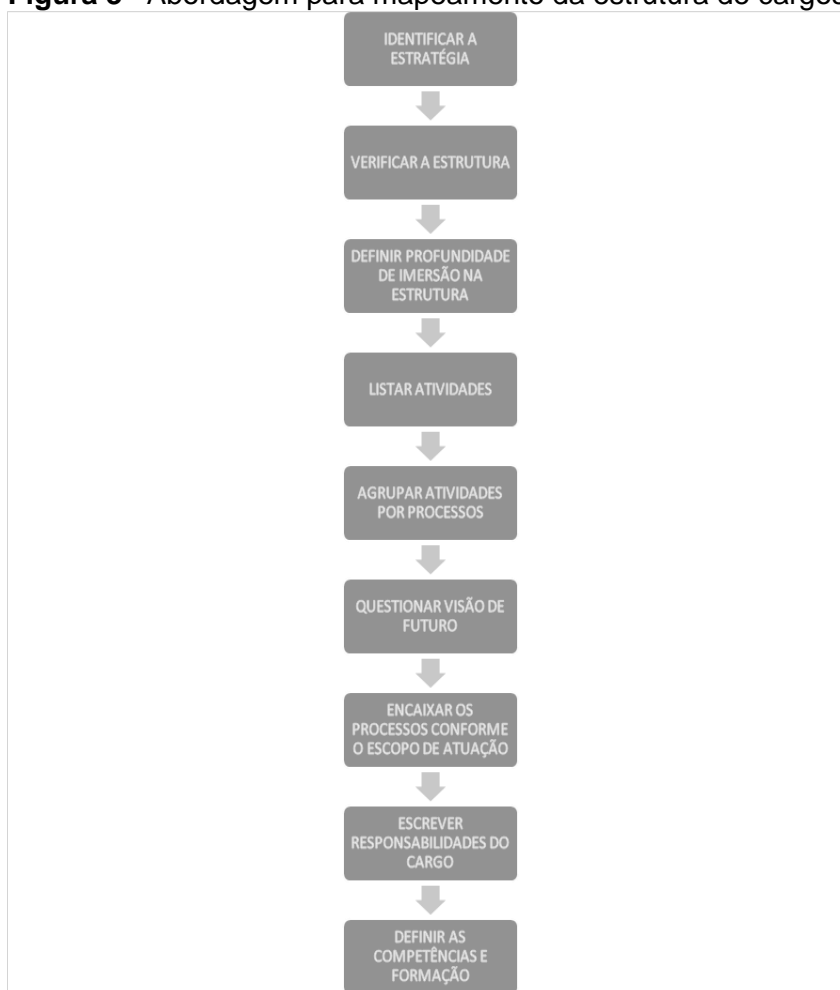 Figura 3 - Abordagem para mapeamento da estrutura de cargos
IDENTIFICAR A
ESTRATÉGIA
VERIFICAR A ESTRUTURA
DEFINIR PROFUNDIDADE
DE IMERSÃO NA
ESTRUTURA
LISTAR ATIVIDADES
AGRUPAR ATIVIDADES
POR PROCESSOS
QUESTIONAR VISÃO DE
FUTURO
ENCAIXAR OS
PROCESSOS CONFORME
O ESCOPO DE ATUAÇÃO
ESCREVER
RESPONSABILIDADES DO
CARGO
DEFINIR AS
COMPETÊNCIAS E
FORMAÇÃO